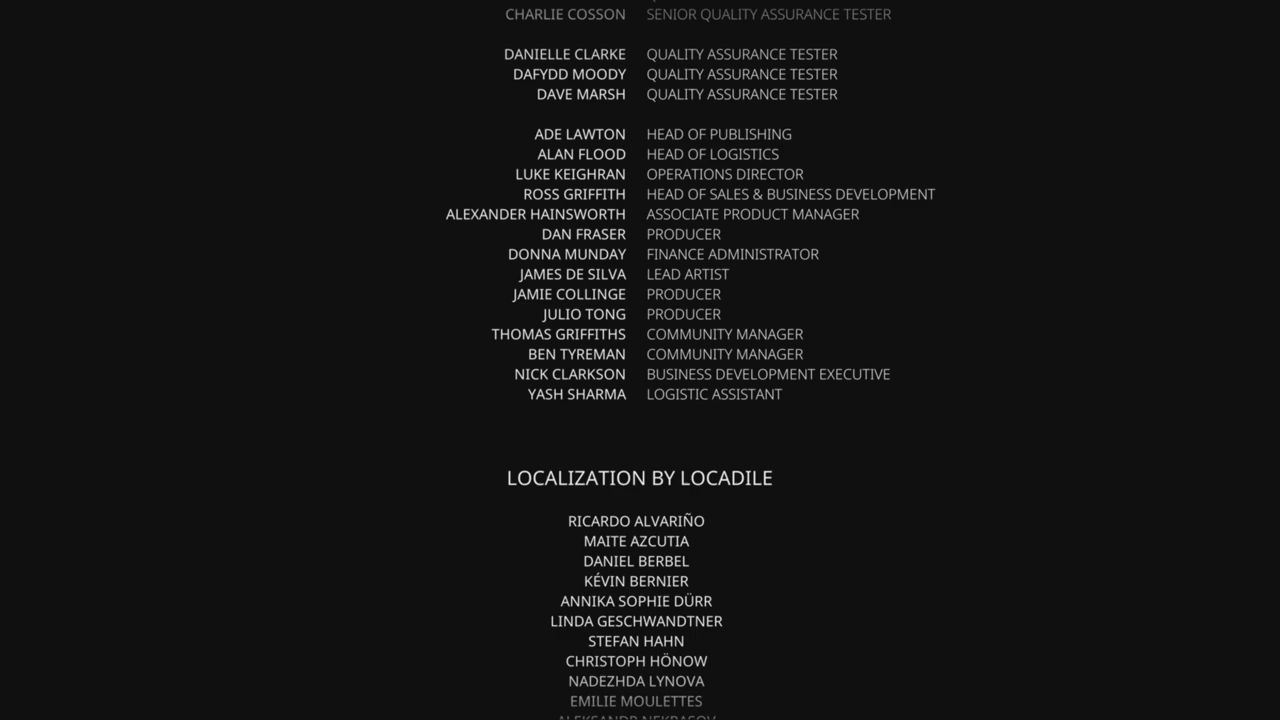 CHARLIE COSSON SENIOR QUALITY ASSURANCE TESTER
DANIELLE CLARKE QUALITY ASSURANCE TESTER
DAFYDD MOODY QUALITY ASSURANCE TESTER
DAVE MARSH QUALITY ASSURANCE TESTER
ADE LAWTON HEAD OF PUBLISHING
ALAN FLOOD HEAD OF LOGISTICS
LUKE KEIGHRAN OPERATIONS DIRECTOR
ROSS GRIFFITH HEAD OF SALES & BUSINESS DEVELOPMENT
ALEXANDER HAINSWORTH ASSOCIATE PRODUCT MANAGER
DAN FRASER PRODUCER
DONNA MUNDAY FINANCE ADMINISTRATOR
JAMES DE SILVA LEAD ARTIST
JAMIE COLLINGE PRODUCER
JULIO TONG PRODUCER
THOMAS GRIFFITHS COMMUNITY MANAGER
BEN TYREMAN COMMUNITY MANAGER
NICK CLARKSON BUSINESS DEVELOPMENT EXECUTIVE
YASH SHARMA LOGISTIC ASSISTANT
LOCALIZATION BY LOCADILE
RICARDO ALVARIÑO
MAITE AZCUTIA
DANIEL BERBEL
KÉVIN BERNIER
ANNIKA SOPHIE DÜRR
LINDA GESCHWANDTNER
STEFAN HAHN
CHRISTOPH HÖNOW
NADEZHDA LYNOVA
EMILIE MOULETTES
ALEKSANDR NEKRASOV